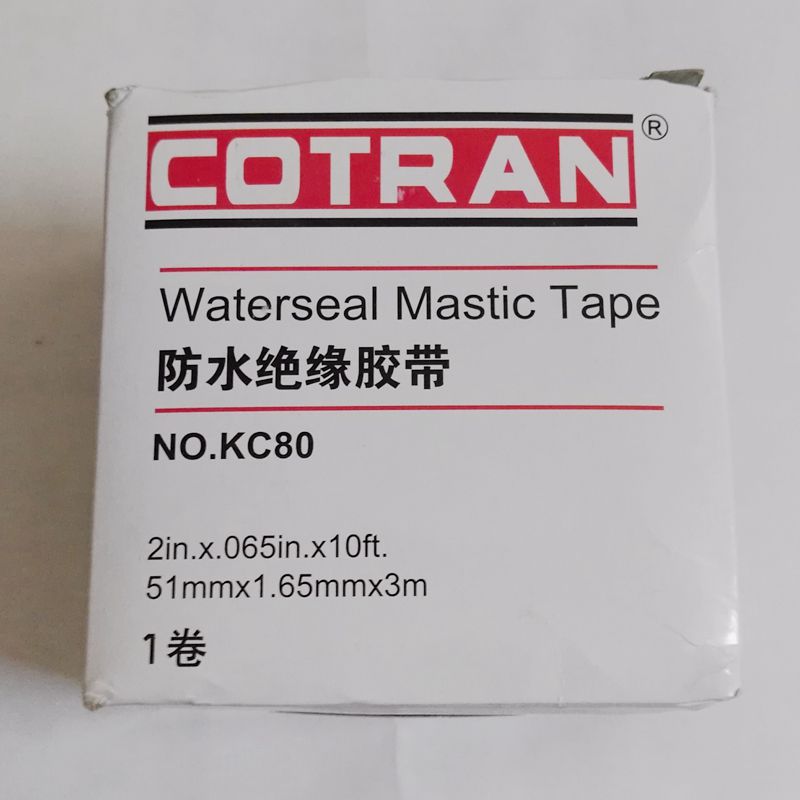 COTRAN®
Waterseal Mastic Tape
防水绝缘胶带
NO.KC80
2in.x.065in.x10ft.
51mmx1.65mmx3m
1卷